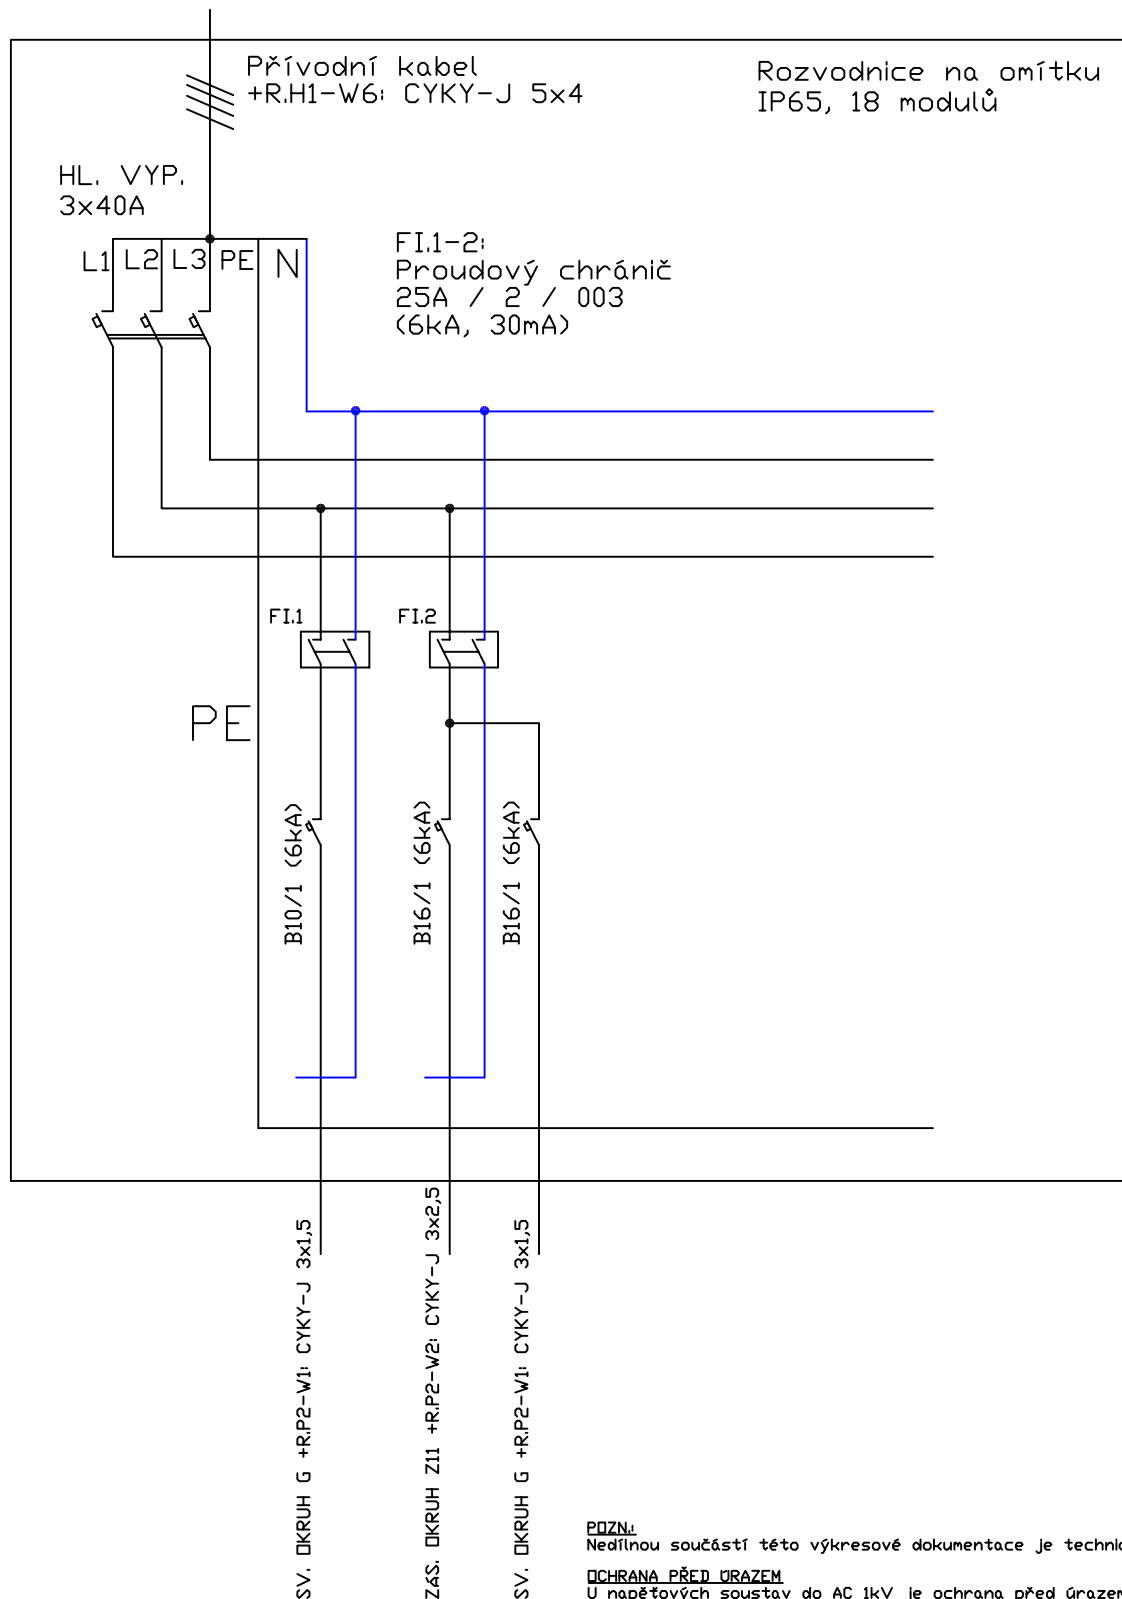 Přívodní kabel
+R.H1-W6: CYKY-J 5x4
Rozvodnice na omítku
IP65, 18 modulů
HL. VYP.
3x40A
L1 L2 L3 PE N
FI.1-2:
Proudový chránič
25A / 2 / 003
(6kA, 30mA)
FI.1
FI.2
PE
B10/1 (6kA)
B16/1 (6kA)
B16/1 (6kA)
SV. OKRUH G +R.P2-W1: CYKY-J 3x1,5
ZÁS. OKRUH Z11 +R.P2-W2: CYKY-J 3x2,5
SV. OKRUH G +R.P2-W1: CYKY-J 3x1,5
POZN.:
Nedílnou součástí této výkresové dokumentace je
OCHRANA PŘED ÚRAZEM
U napěťových soustav do AC 1kV je ochrana před